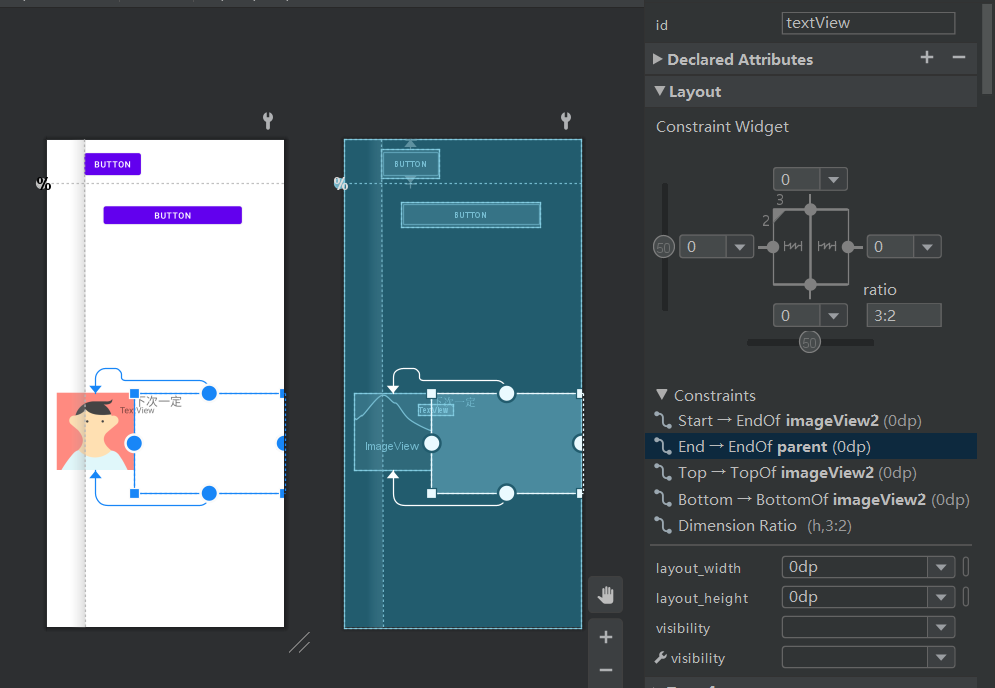 id textView
Declared Attributes
Layout
Constraint Widget
BUTTON
BUTTON
%
BUTTON
BUTTON
%
0
3
2
50
0
0
ratio
0
3:2
50
下次一定
TextView
下次一定
TextView
ImageView
Constraints
Start → EndOf imageView2 (0dp)
End → EndOf parent (0dp)
Top → TopOf imageView2 (0dp)
Bottom → BottomOf imageView2 (0dp)
Dimension Ratio (h,3:2)
layout_width 0dp
layout_height 0dp
visibility
visibility